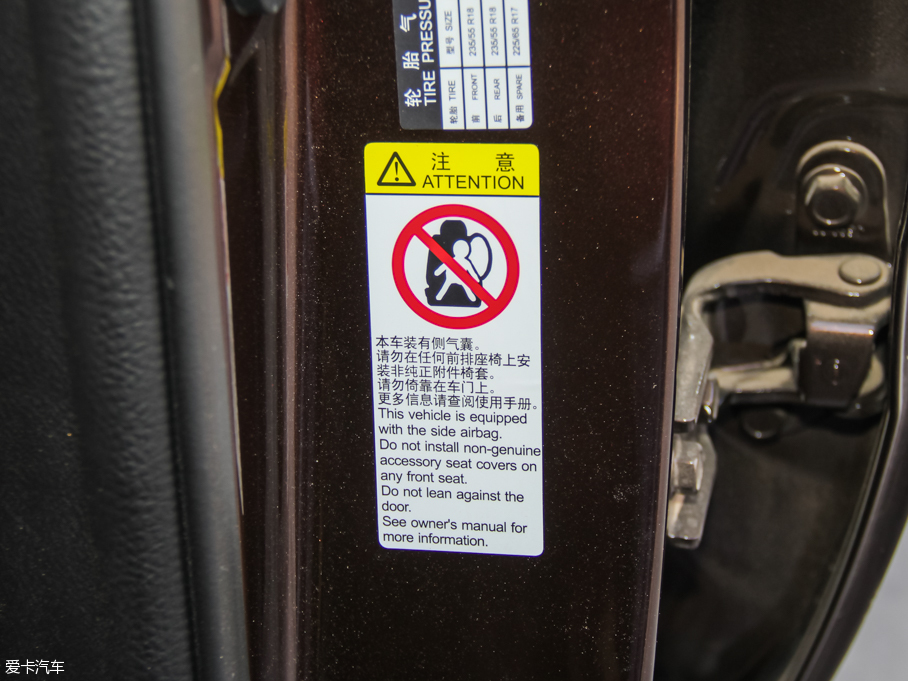 轮 胎 气
TIRE PRESSU
轮胎 TIRE 型号 SIZE
前 FRONT 235/55 R18
后 REAR 235/55 R18
备用 SPARE 225/65 R17
注 意
ATTENTION
本车装有侧气囊。
请勿在任何前排座椅上安
装非纯正附件椅套。
请勿倚靠在车门上。
更多信息请查阅使用手册。
This vehicle is equipped
with the side airbag.
Do not install non-genuine
accessory seat covers on
any front seat.
Do not lean against the
door.
See owner's manual for
more information.
爱卡汽车